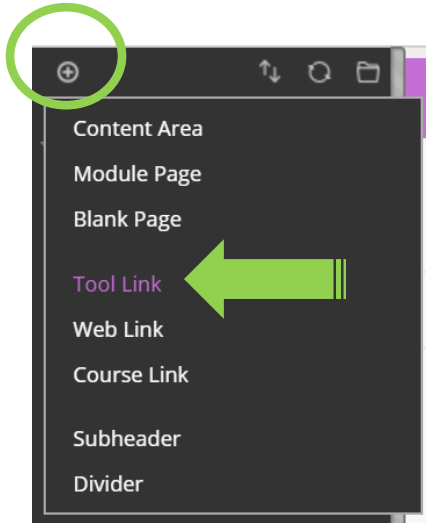 Content Area
Module Page
Blank Page
Tool Link
Web Link
Course Link
Subheader
Divider